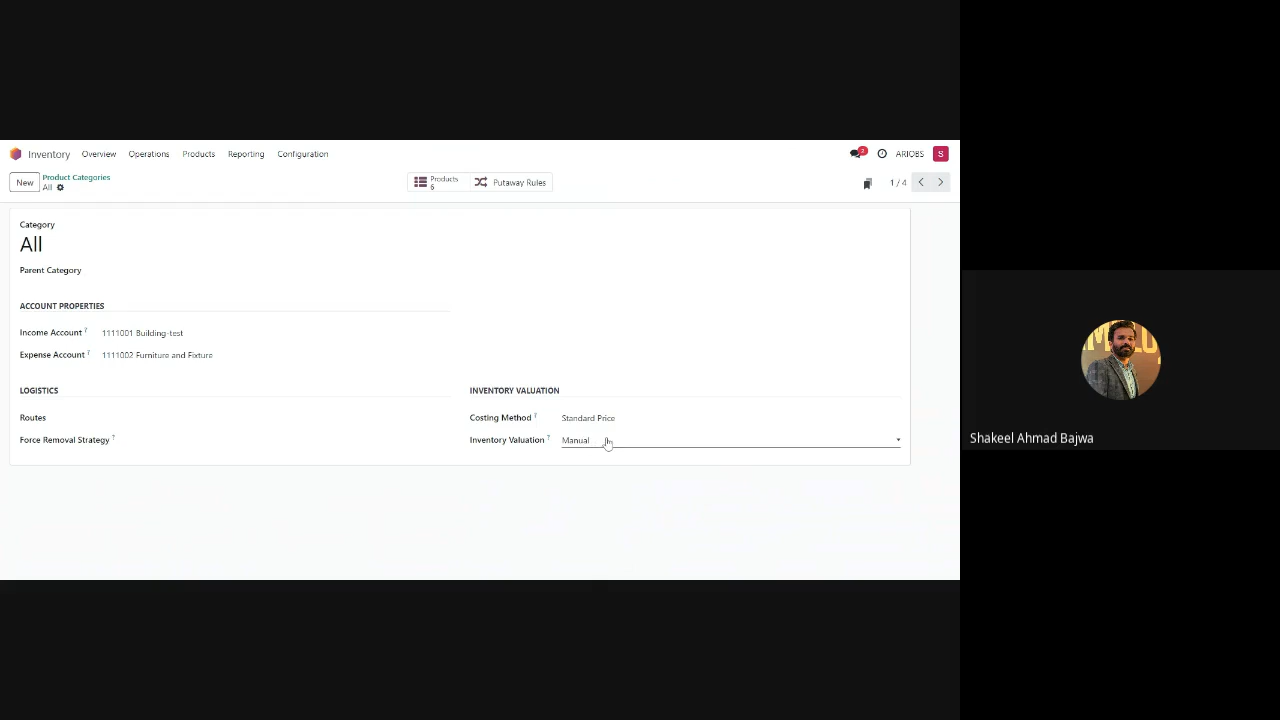 Inventory Overview Operations Products Reporting Configuration 2 ARIOBS S
New Product Categories Products Putaway Rules 1 / 4
All 6
Category
All
Parent Category
ACCOUNT PROPERTIES
Income Account ? 1111001 Building-test
Expense Account ? 1111002 Furniture and Fixture
LOGISTICS INVENTORY VALUATION
Routes Costing Method ? Standard Price
Force Removal Strategy ? Inventory Valuation ? Manual
Shakeel Ahmad Bajwa